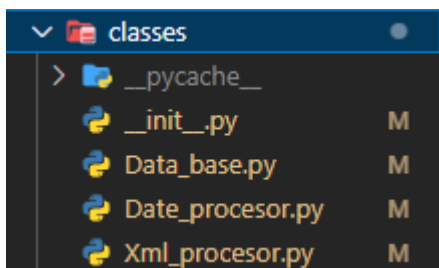 classes
__pycache__
__init__.py M
Data_base.py M
Date_procesor.py M
Xml_procesor.py M